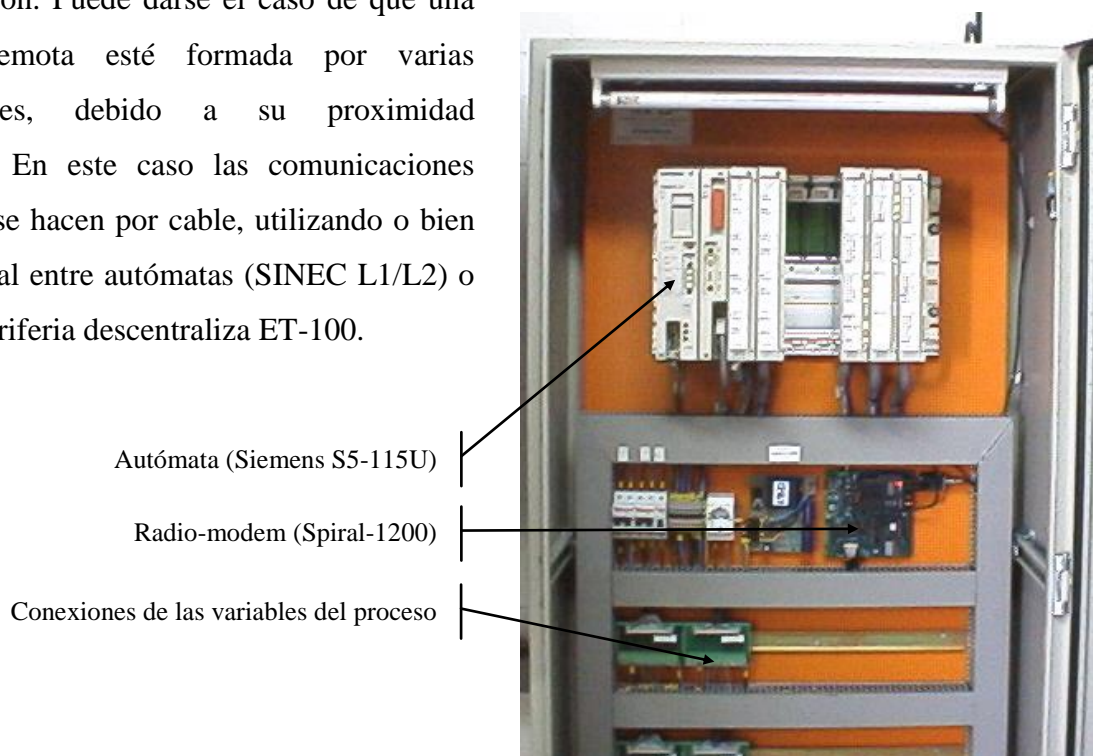 ón. Puede darse el caso de que una
emota esté formada por varias
es, debido a su proximidad
En este caso las comunicaciones
se hacen por cable, utilizando o bien
al entre autómatas (SINEC L1/L2) o
riferia descentraliza ET-100.
Autómata (Siemens S5-115U)
Radio-modem (Spiral-1200)
Conexiones de las variables del proceso